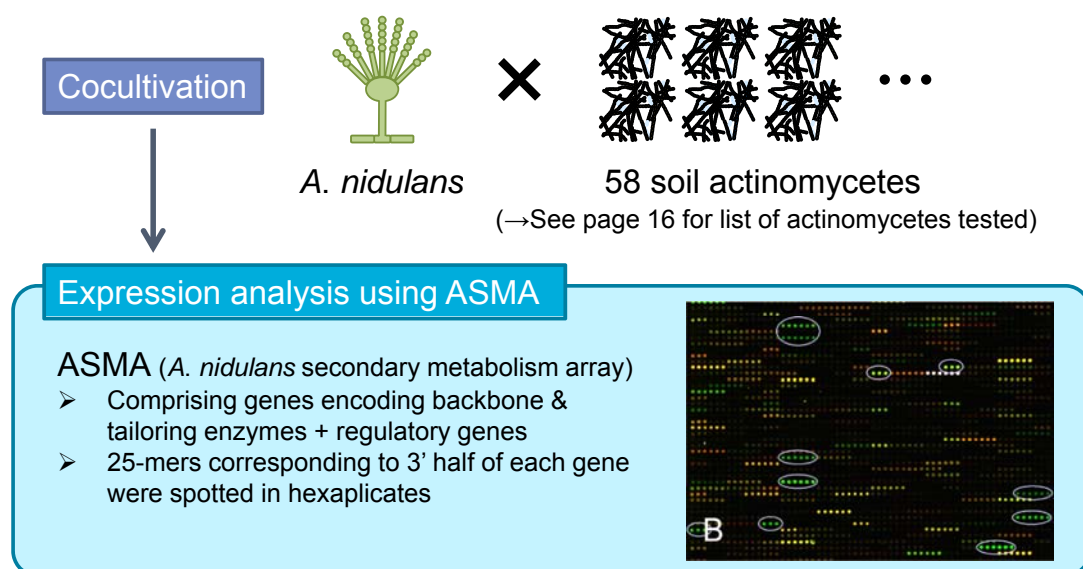 Cocultivation
A. nidulans
58 soil actinomycetes
(→See page 16 for list of actinomycetes tested)
Expression analysis using ASMA
ASMA (A. nidulans secondary metabolism array)
➢ Comprising genes encoding backbone &
tailoring enzymes + regulatory genes
➢ 25-mers corresponding to 3’ half of each gene
were spotted in hexaplicates
B